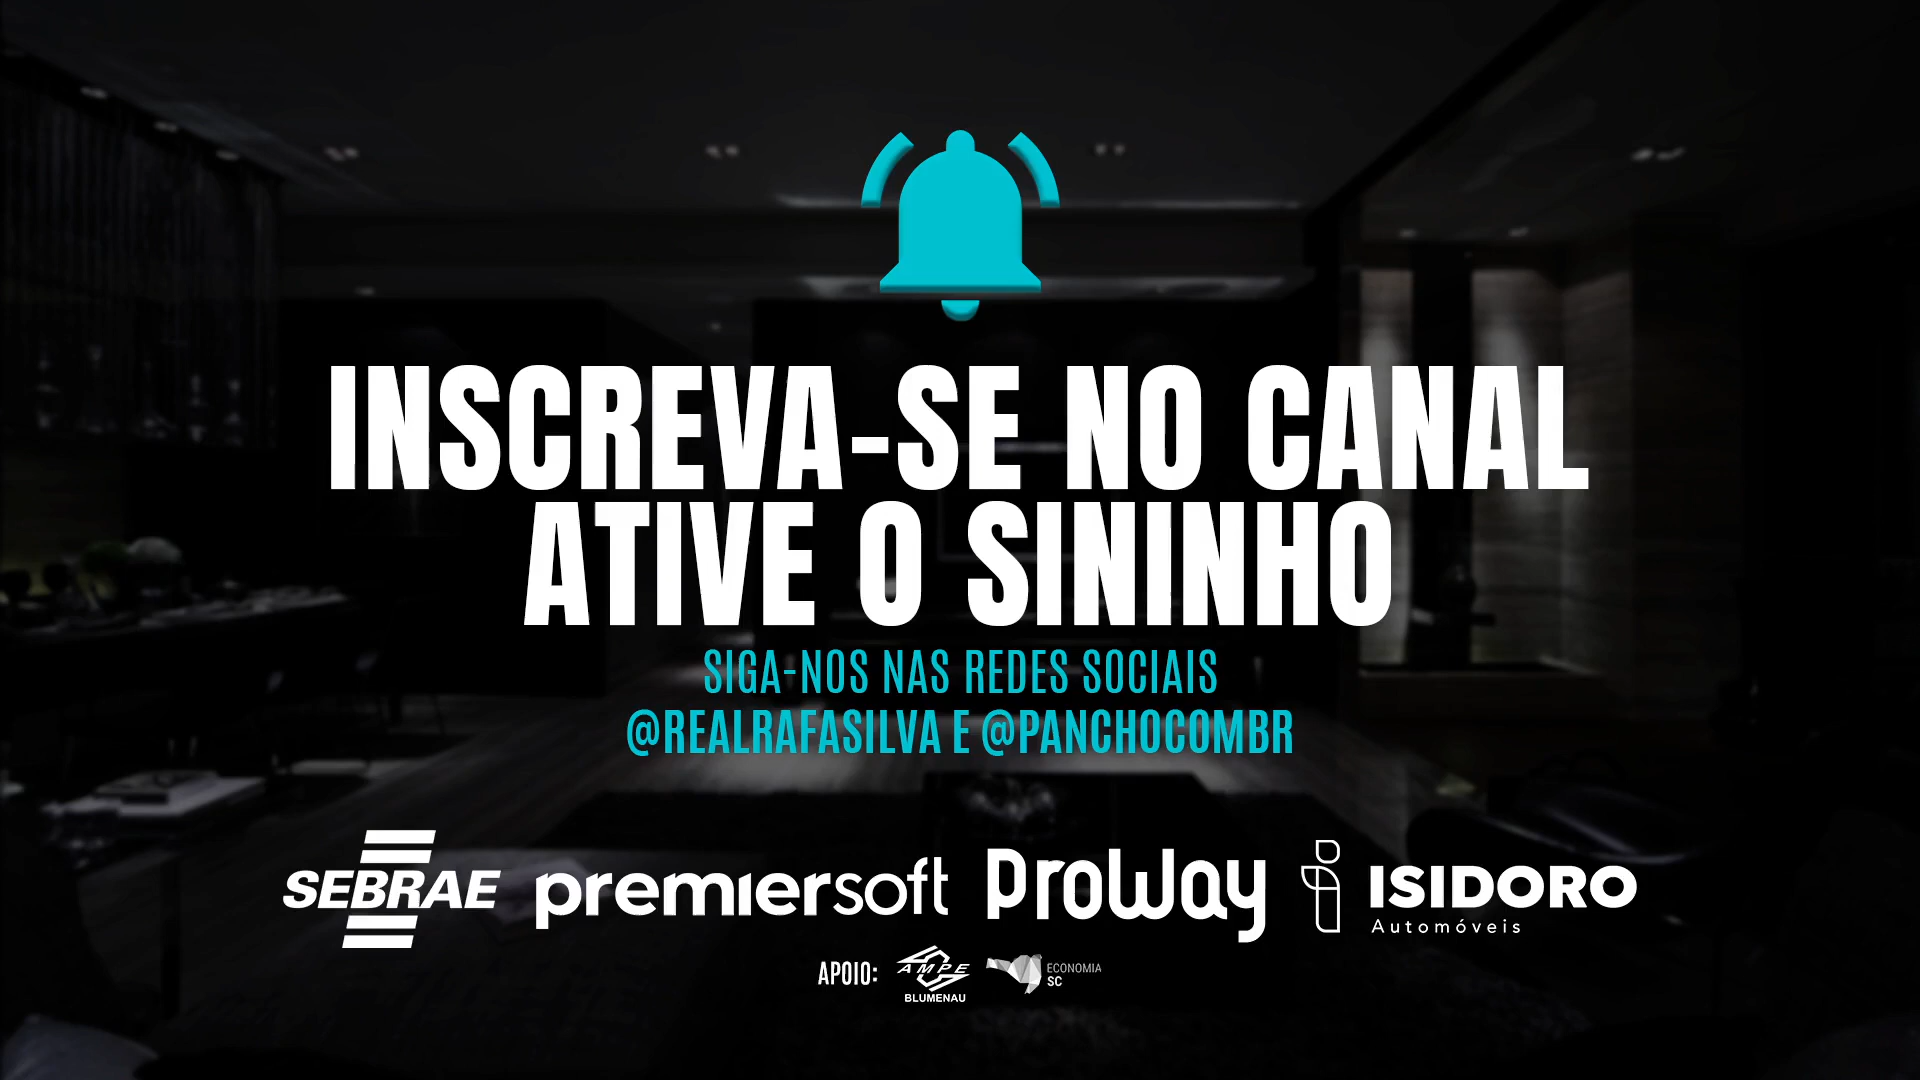 INSCREVA-SE NO CANAL
ATIVE O SININHO
SIGA-NOS NAS REDES SOCIAIS
@REALRAFASILVA E @PANCHOCOMBR
SEBRAE premiersoft ProWay ISIDORO
Automóveis
APOIO: AMPE
BLUMENAU
ECONOMIA
SC